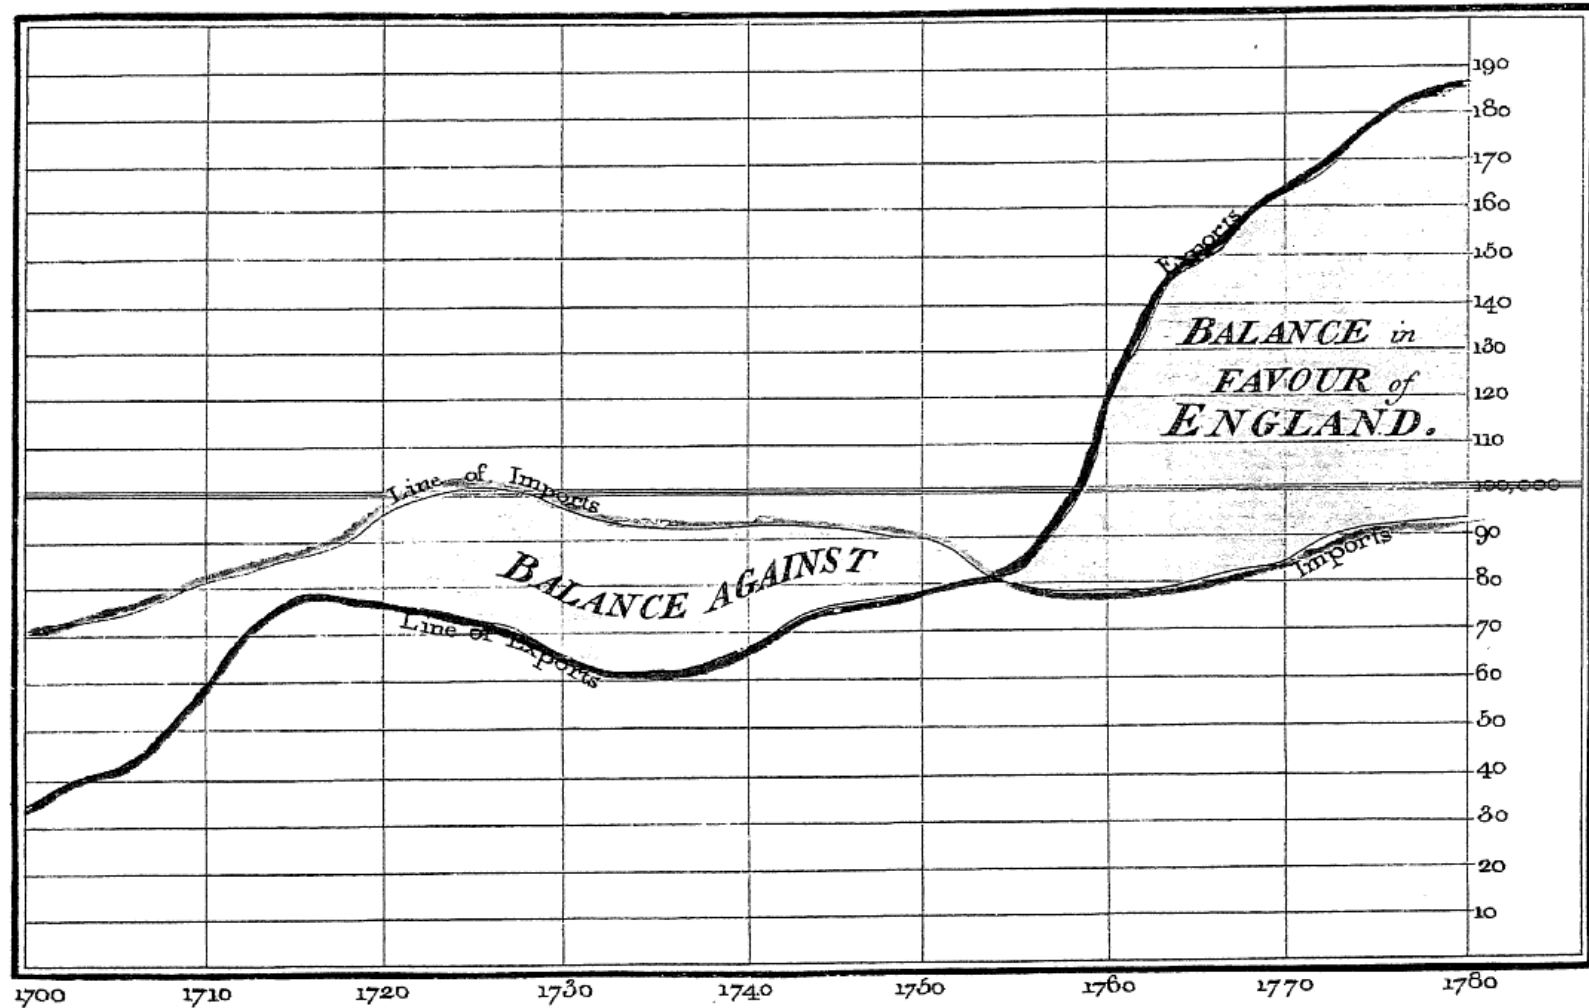 190
180
170
160
150
140
130
120
110
100,000
90
80
70
60
50
40
30
20
10
Exports
BALANCE in
FAVOUR of
ENGLAND.
Line of Imports
BALANCE AGAINST
Imports
Line of Exports
1700 1710 1720 1730 1740 1750 1760 1770 1780